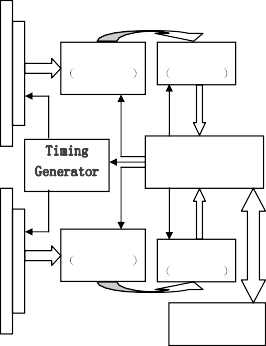 Timing
Generator
(          )
(          )
(          )
(          )